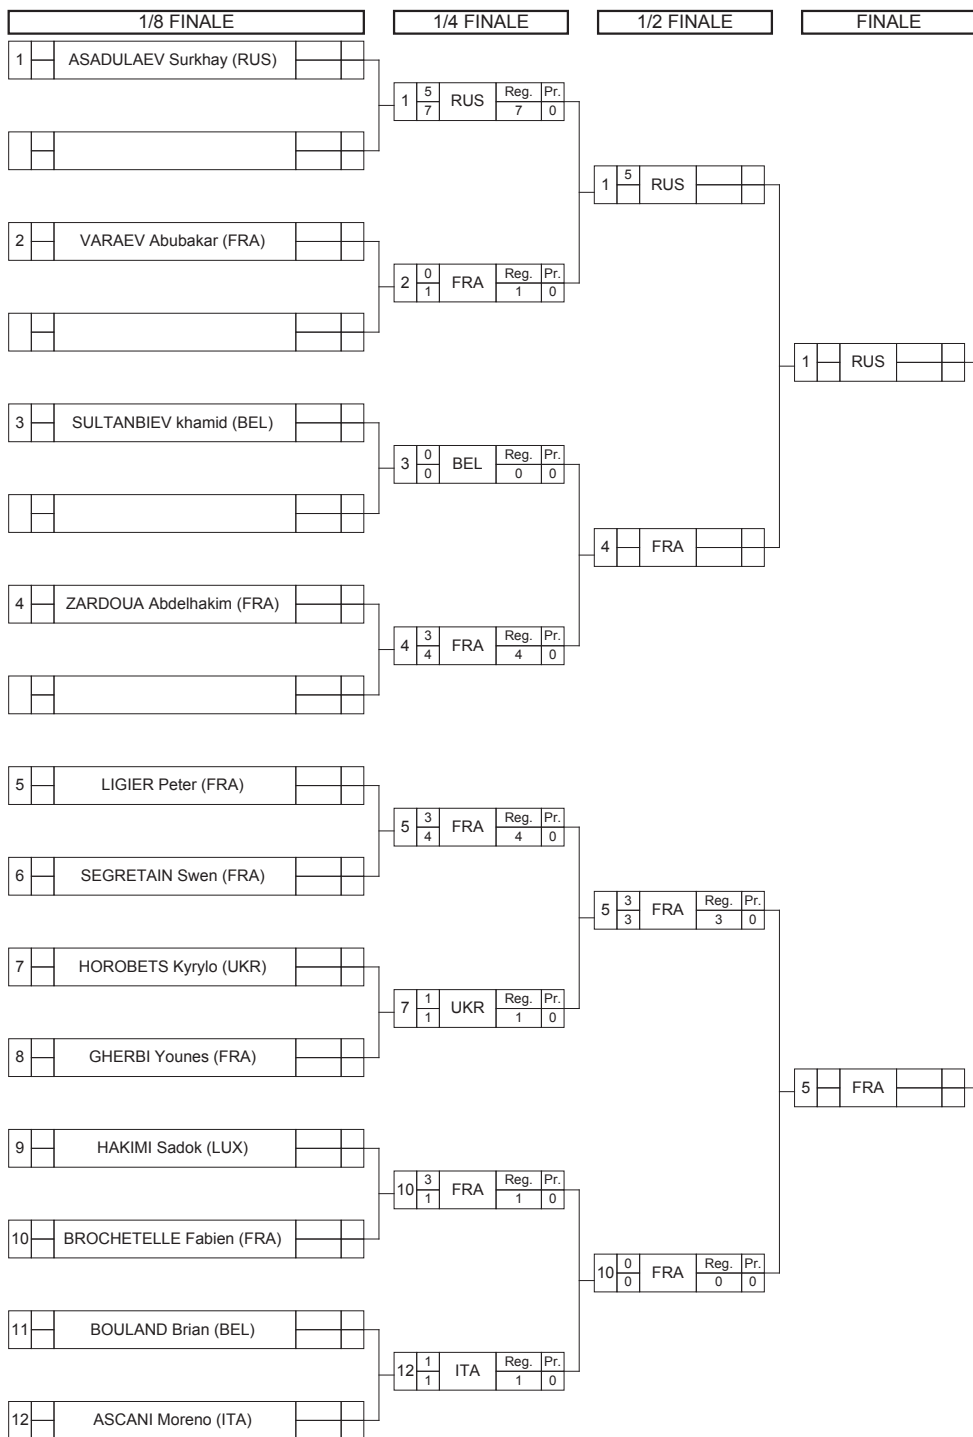 1/8 FINALE 1/4 FINALE 1/2 FINALE FINALE
1 ASADULAEV Surkhay (RUS)
1 5 7 RUS Reg. 7 Pr. 0
1 5 RUS
2 VARAEV Abubakar (FRA)
2 0 1 FRA Reg. 1 Pr. 0
1 RUS
3 SULTANBIEV khamid (BEL)
3 0 0 BEL Reg. 0 Pr. 0
4 FRA
4 ZARDOUA Abdelhakim (FRA)
4 3 4 FRA Reg. 4 Pr. 0
5 LIGIER Peter (FRA)
5 3 4 FRA Reg. 4 Pr. 0
6 SEGRETAIN Swen (FRA)
5 3 3 FRA Reg. 3 Pr. 0
7 HOROBETS Kyrylo (UKR)
7 1 1 UKR Reg. 1 Pr. 0
8 GHERBI Younes (FRA)
5 FRA
9 HAKIMI Sadok (LUX)
10 3 1 FRA Reg. 1 Pr. 0
10 BROCHETELLE Fabien (FRA)
10 0 0 FRA Reg. 0 Pr. 0
11 BOULAND Brian (BEL)
12 1 1 ITA Reg. 1 Pr. 0
12 ASCANI Moreno (ITA)